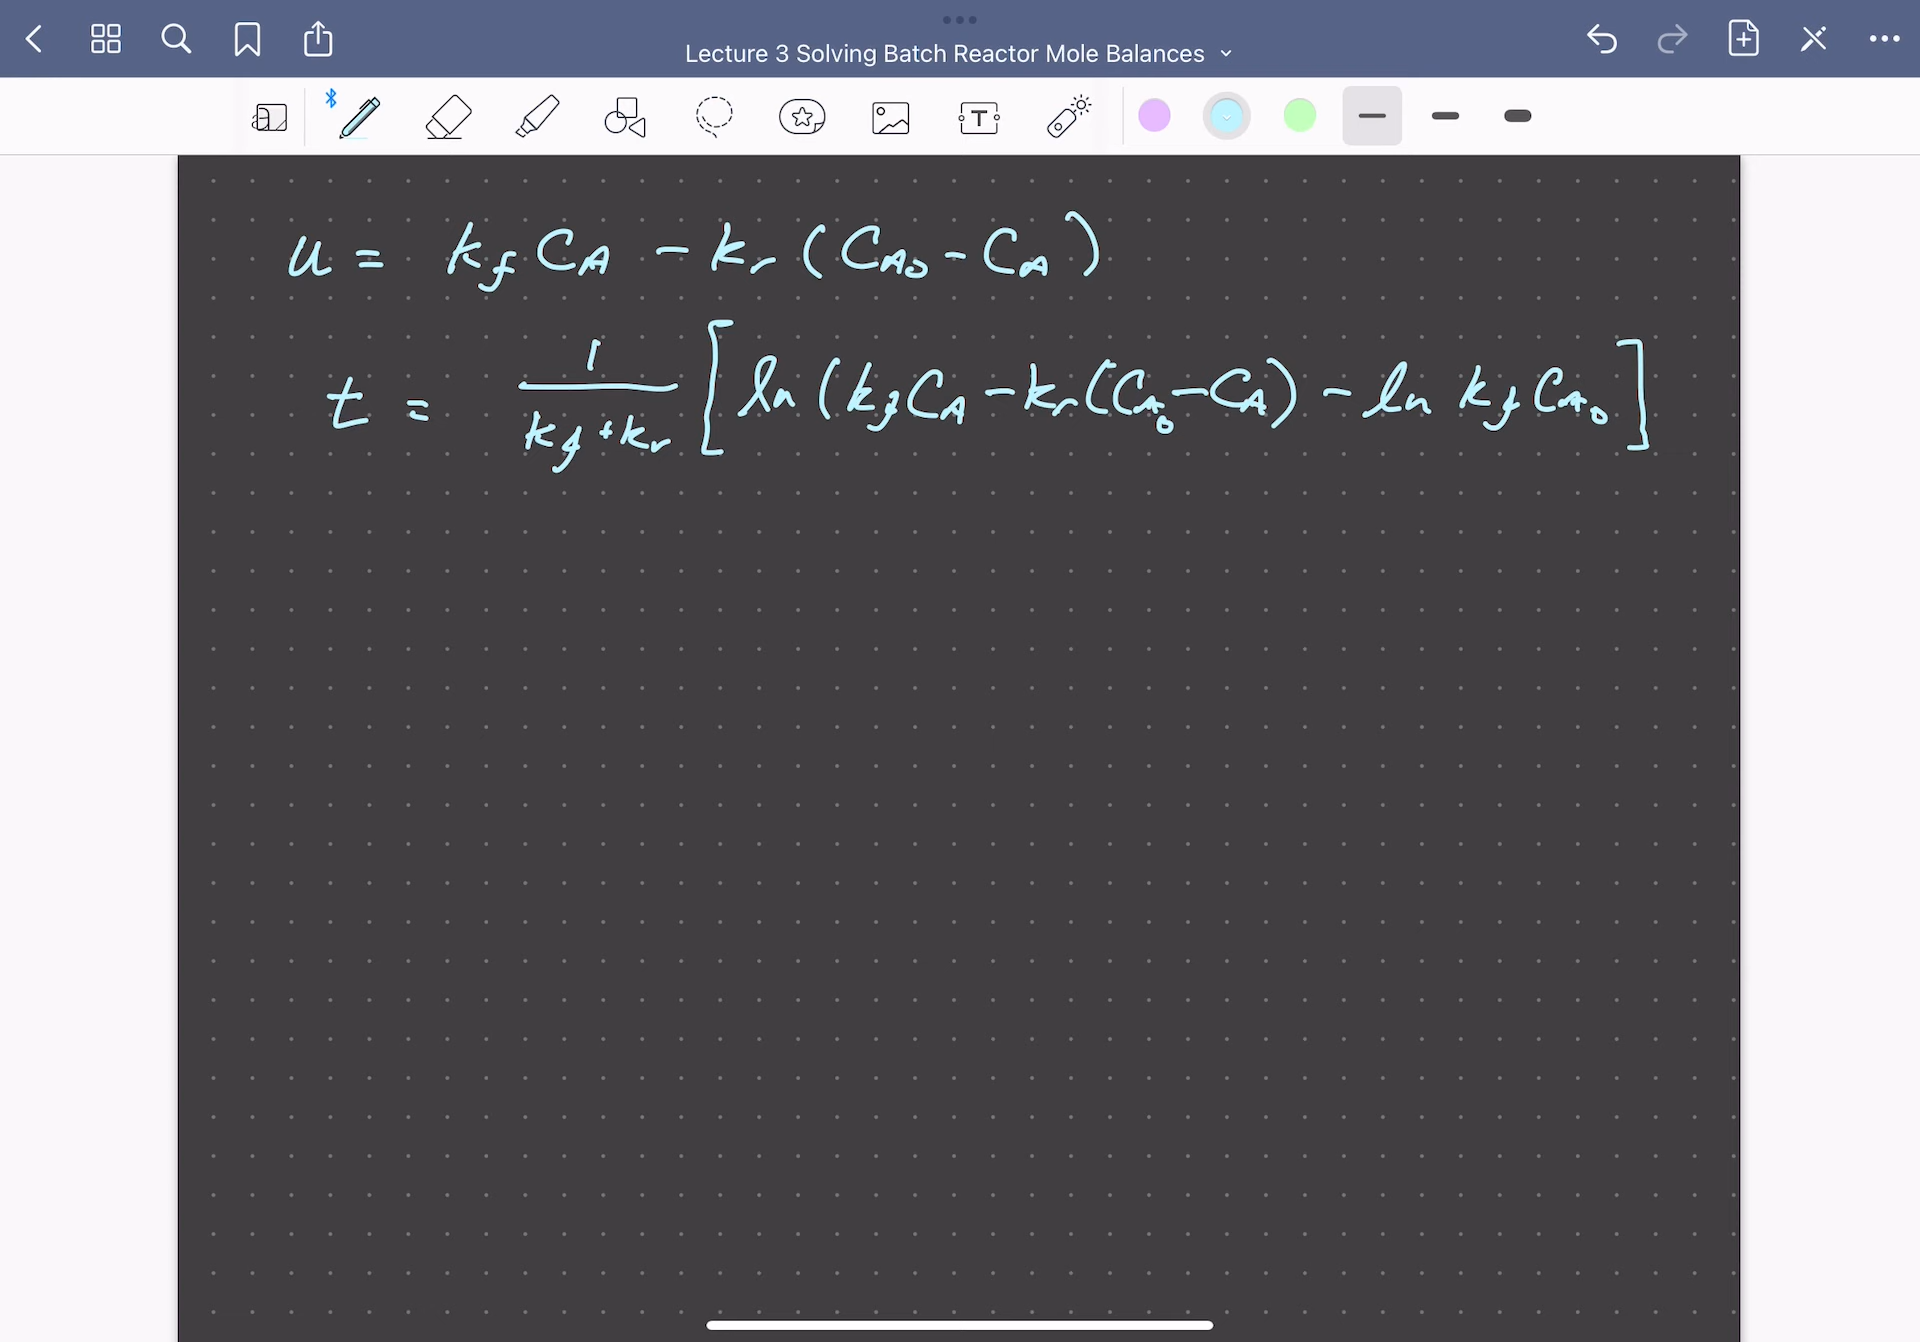 Lecture 3 Solving Batch Reactor Mole Balances
T
u = k_f C_A - k_r (C_A0 - C_A)
t = 1/(k_f + k_r) [ ln (k_f C_A - k_r (C_A0 - C_A) - ln k_f C_A0 ]